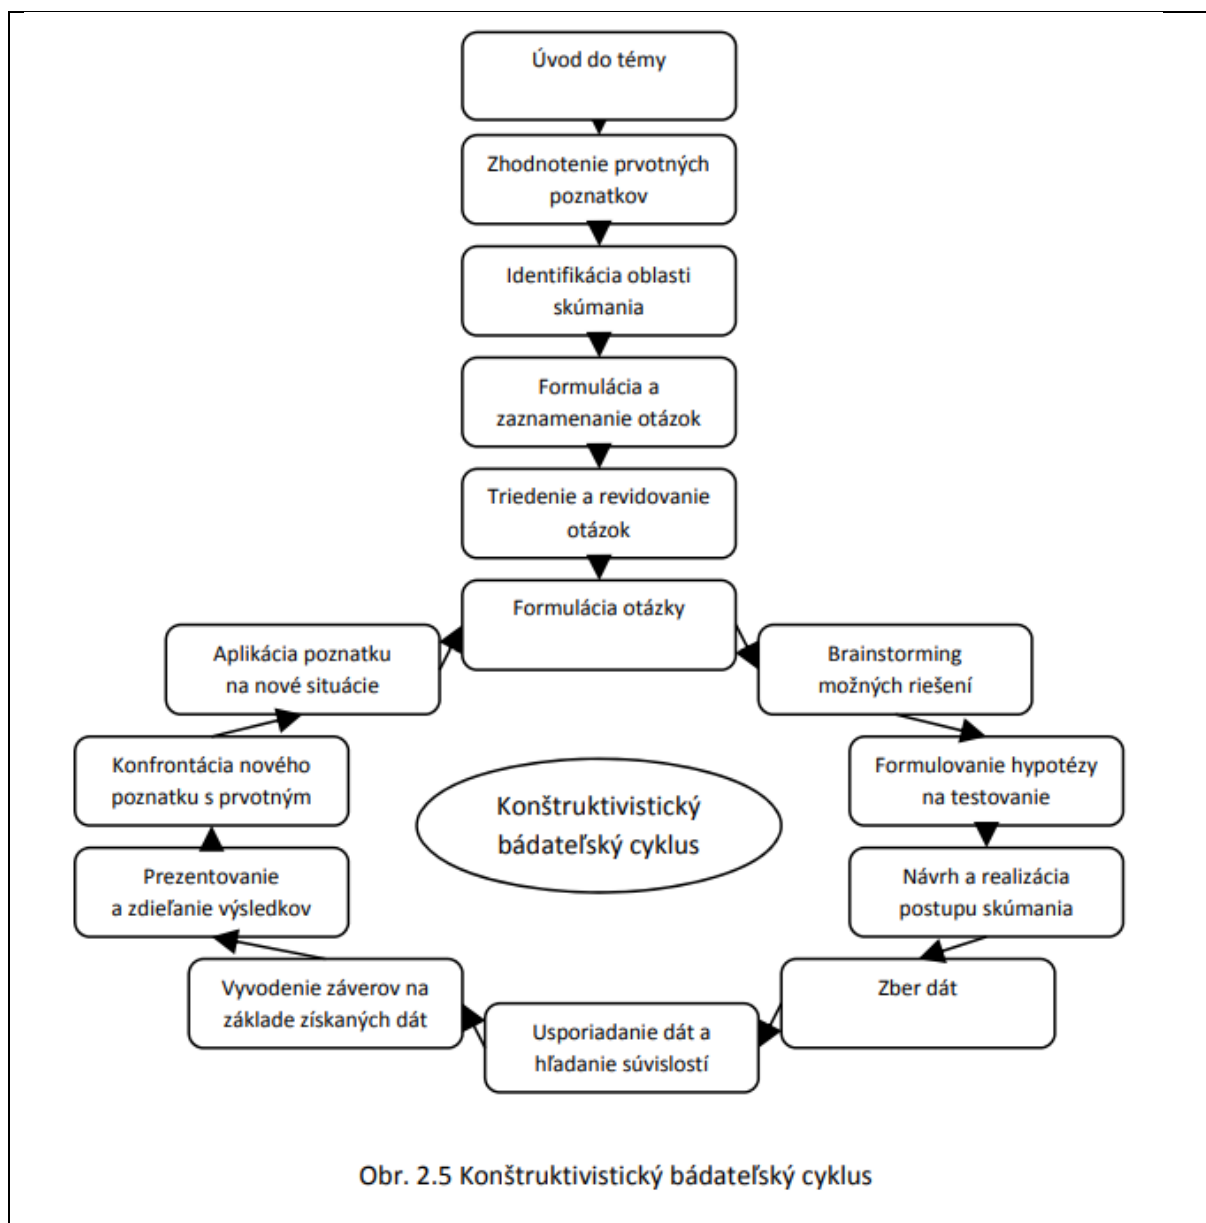 Úvod do témy
Zhodnotenie prvotných
poznatkov
Identifikácia oblasti
skúmania
Formulácia a
zaznamenanie otázok
Triedenie a revidovanie
otázok
Formulácia otázky
Brainstorming
možných riešení
Formulovanie hypotézy
na testovanie
Návrh a realizácia
postupu skúmania
Zber dát
Usporiadanie dát a
hľadanie súvislostí
Vyvodenie záverov na
základe získaných dát
Prezentovanie
a zdieľanie výsledkov
Konfrontácia nového
poznatku s prvotným
Aplikácia poznatku
na nové situácie
Konštruktivistický
bádateľský cyklus
Obr. 2.5 Konštruktivistický bádateľský cyklus